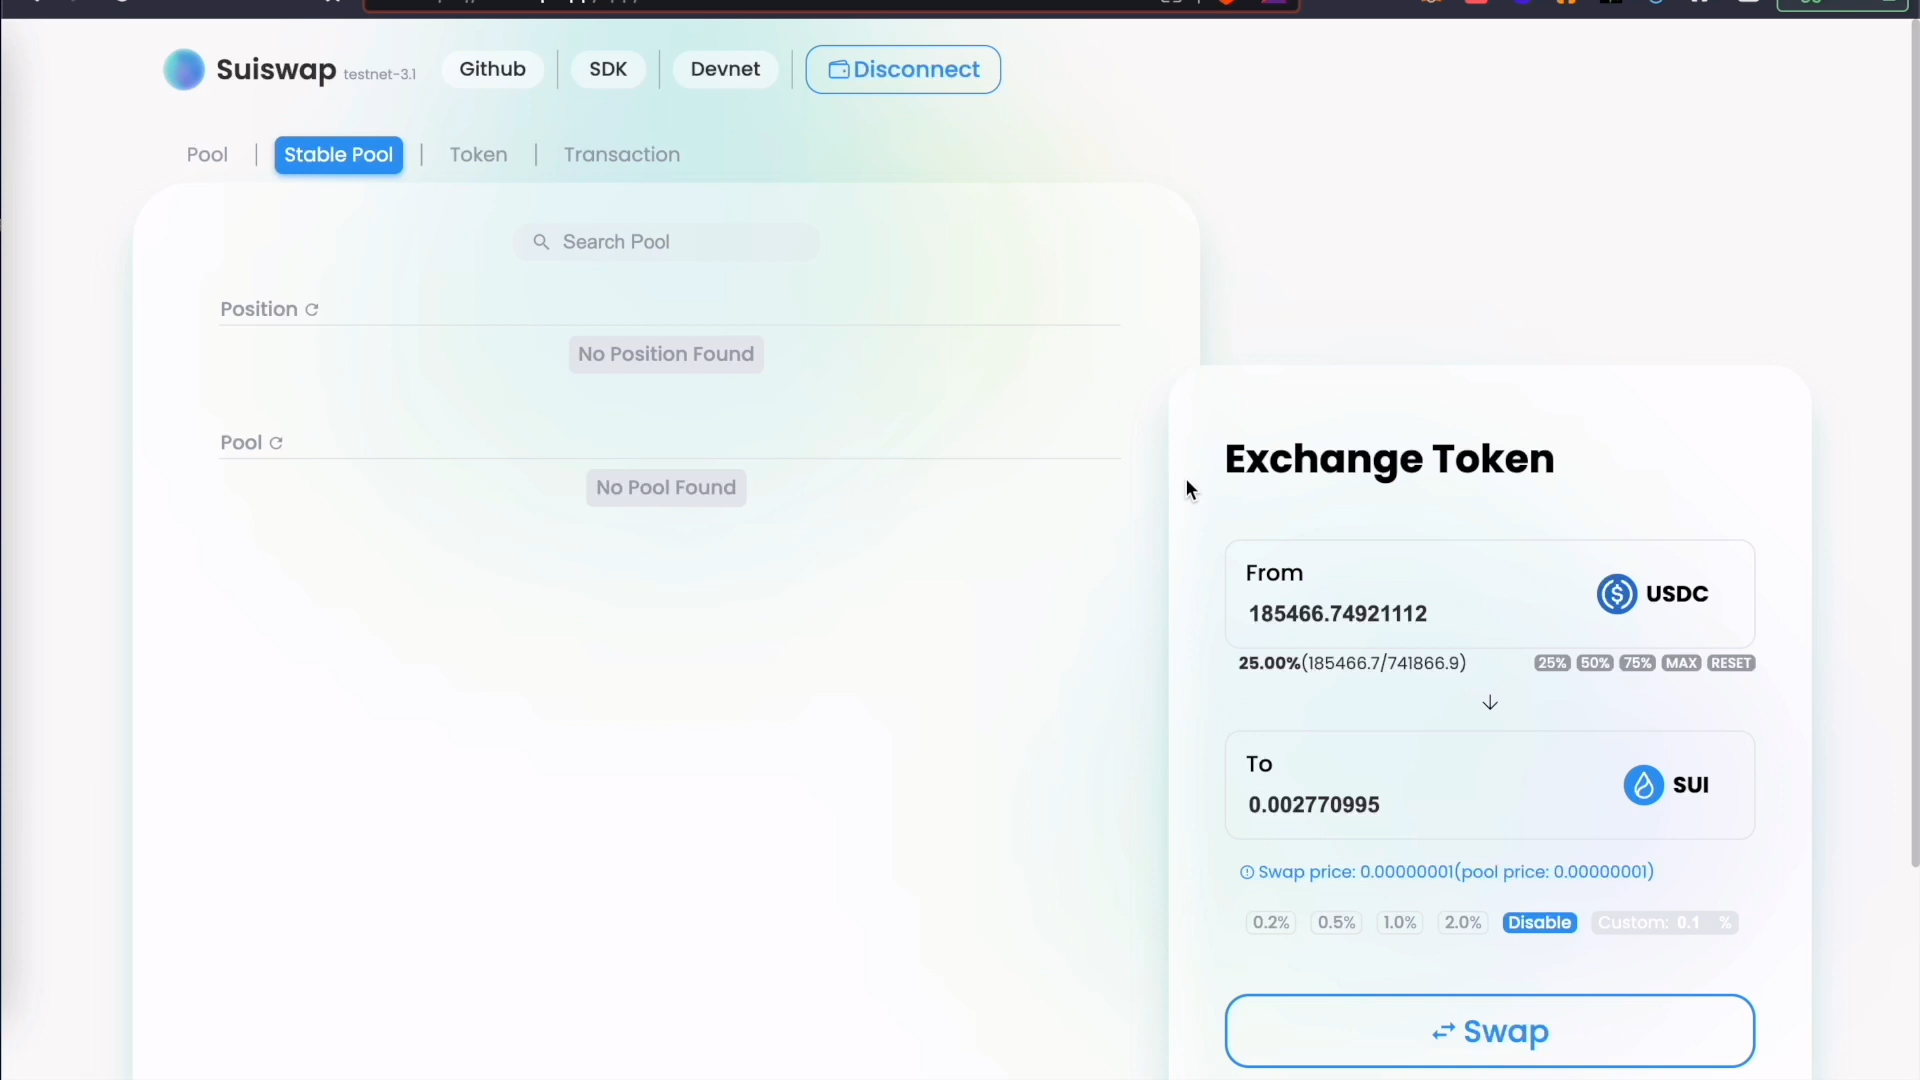 Suiswap testnet-3.1 Github SDK Devnet Disconnect
Pool | Stable Pool | Token | Transaction
Search Pool
Position
No Position Found
Pool
No Pool Found
Exchange Token
From
185466.74921112
USDC
25.00%(185466.7/741866.9) 25% 50% 75% MAX RESET
To
0.002770995
SUI
Swap price: 0.00000001(pool price: 0.00000001)
0.2% 0.5% 1.0% 2.0% Disable Custom: 0.1 %
Swap